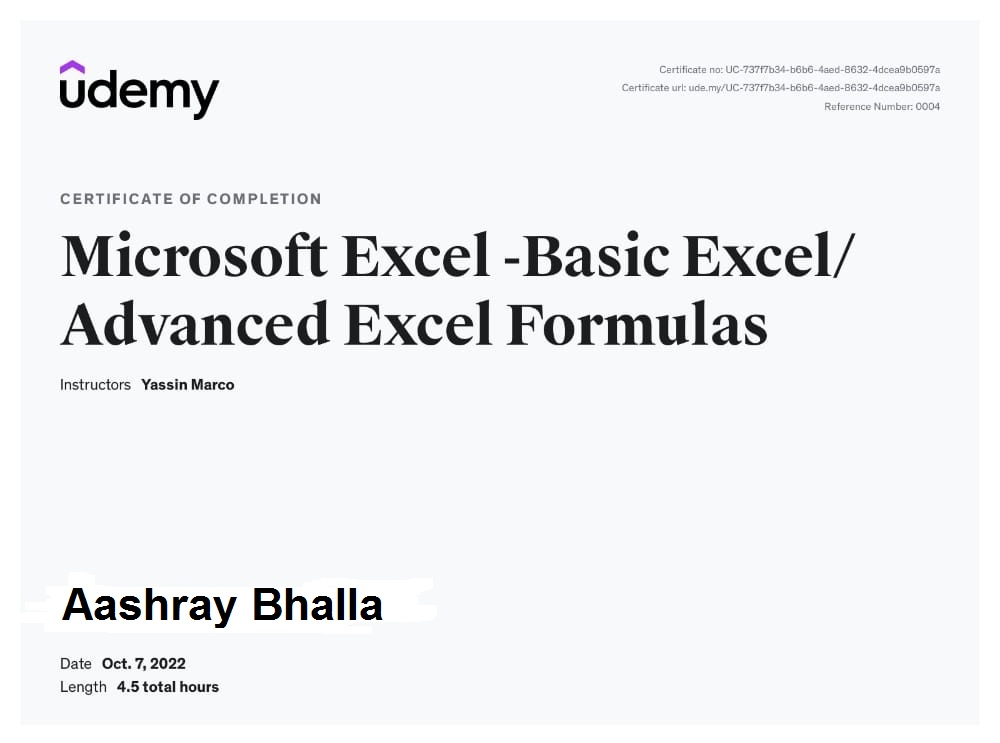 udemy
Certificate no: UC-737f7b34-b6b6-4aed-8632-4dcea9b0597a
Certificate url: ude.my/UC-737f7b34-b6b6-4aed-8632-4dcea9b0597a
Reference Number: 0004
CERTIFICATE OF COMPLETION
Microsoft Excel -Basic Excel/
Advanced Excel Formulas
Instructors Yassin Marco
Aashray Bhalla
Date Oct. 7, 2022
Length 4.5 total hours